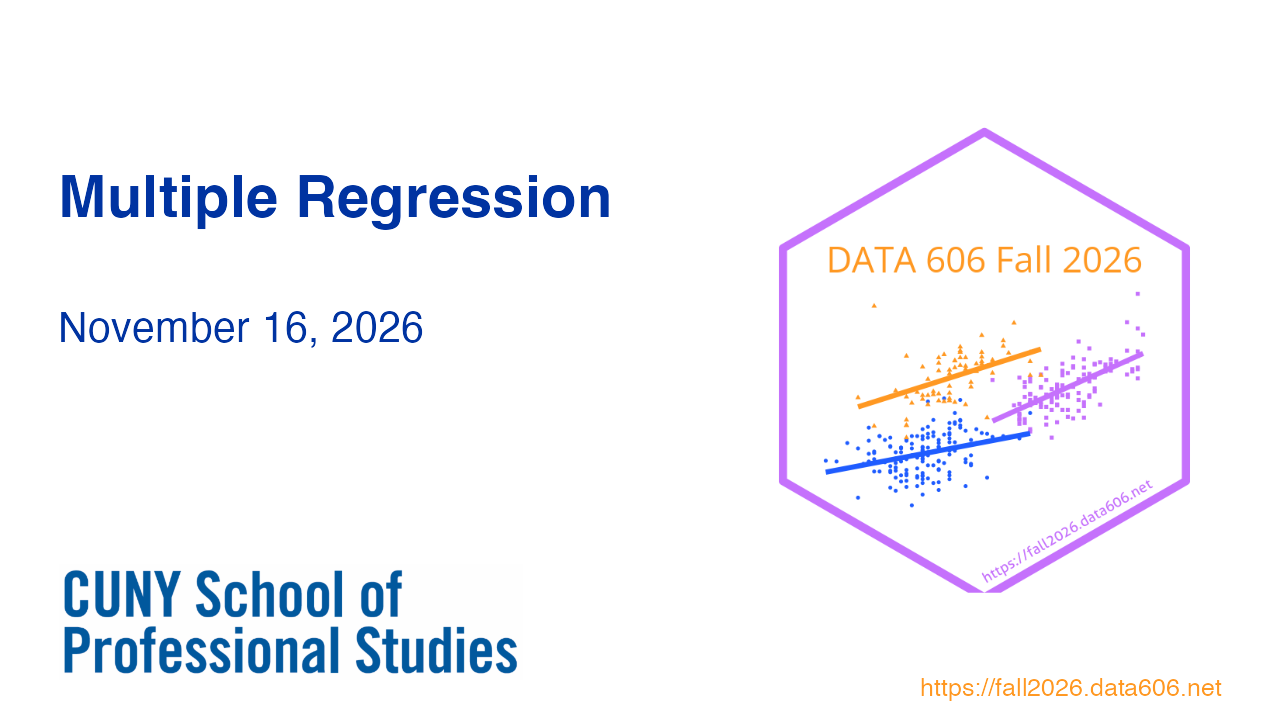 Multiple Regression
November 16, 2026
DATA 606 Fall 2026
https://fall2026.data606.net
CUNY School of
Professional Studies
https://fall2026.data606.net